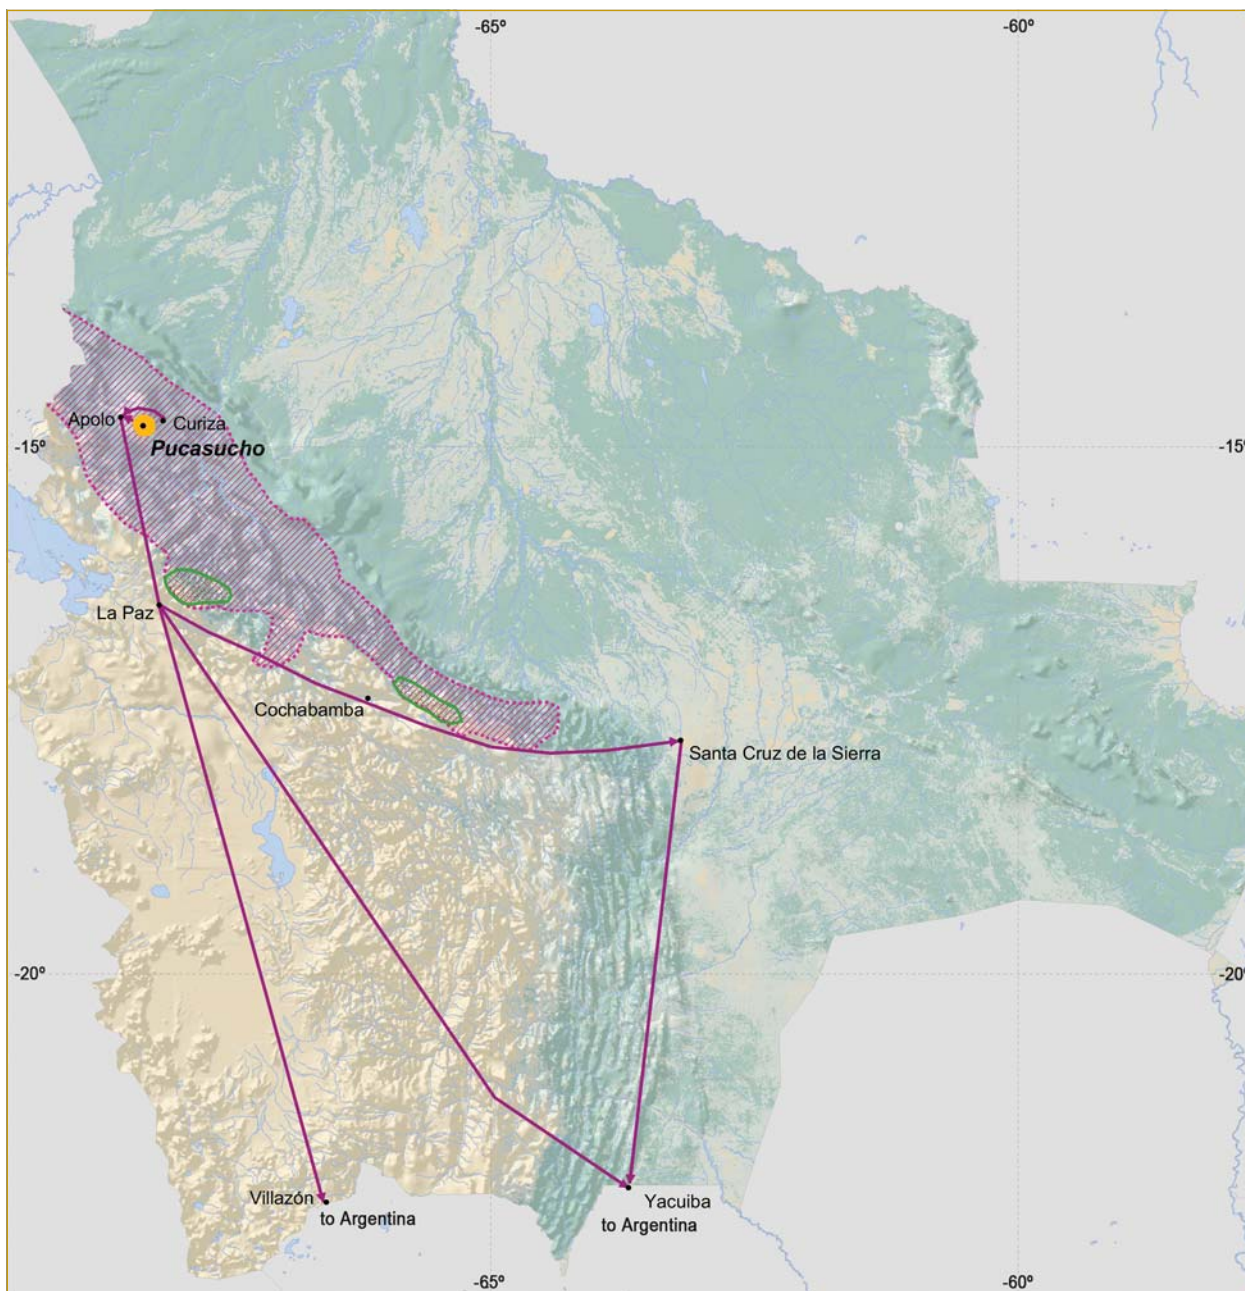 -65º
-60º
Apolo
Curiza
Pucasucho
-15º
-15º
La Paz
Cochabamba
Santa Cruz de la Sierra
-20º
-20º
Villazón
to Argentina
Yacuiba
to Argentina
-65º
-60º